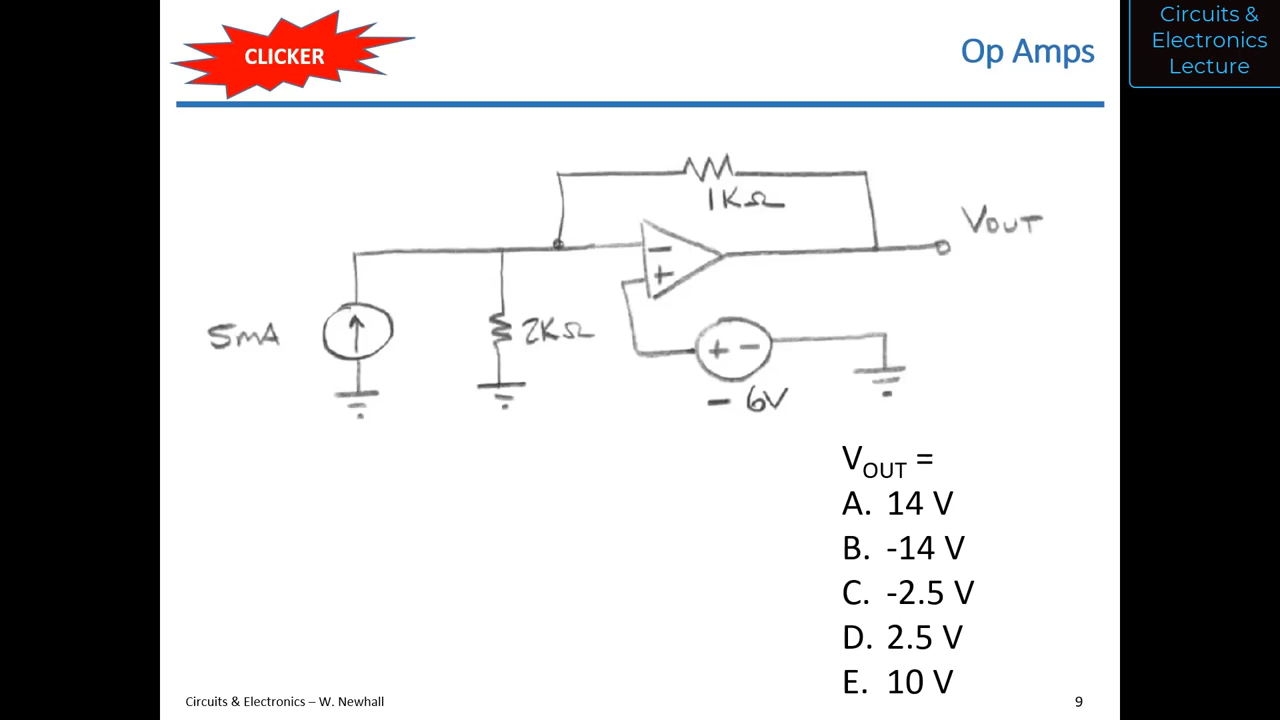 CLICKER
Op Amps
Circuits &
Electronics
Lecture
1KΩ
VOUT
5mA
2KΩ
−
+
+ −
− 6V
VOUT =
A. 14 V
B. -14 V
C. -2.5 V
D. 2.5 V
E. 10 V
Circuits & Electronics – W. Newhall
9